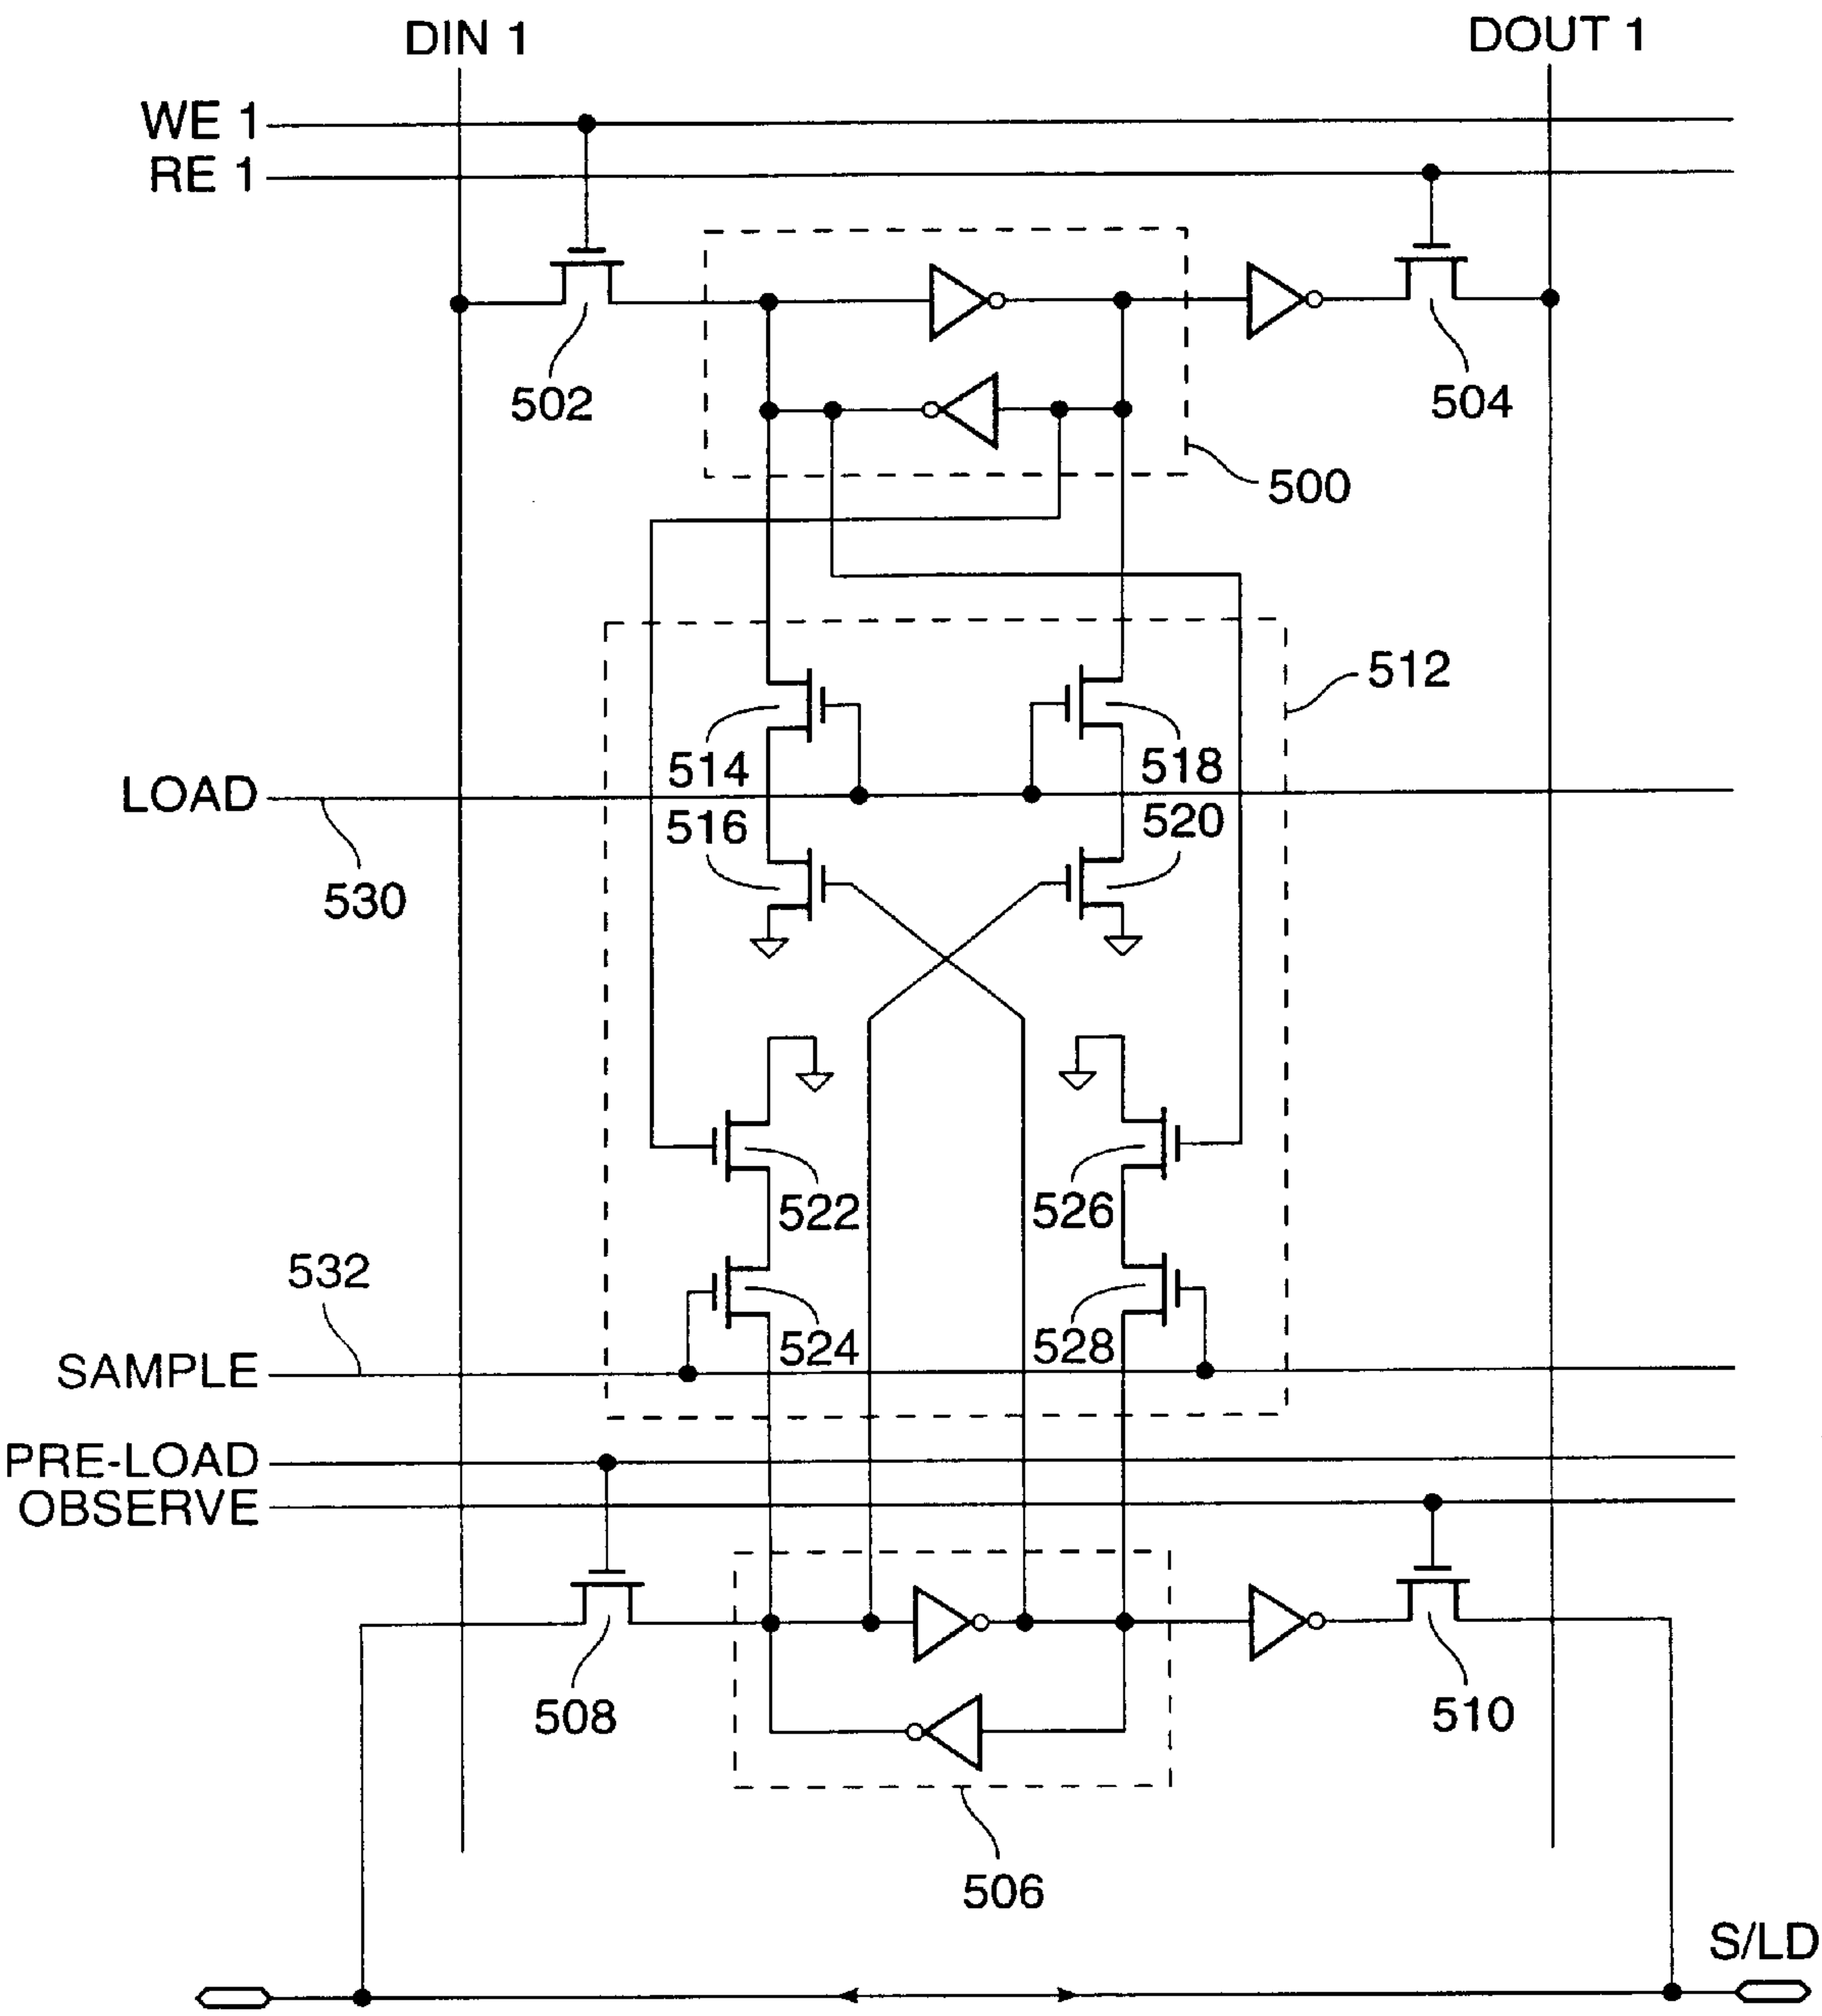 DIN 1
DOUT 1
WE 1
RE 1
502
504
500
512
514
518
LOAD
516
520
530
522
526
532
524
528
SAMPLE
PRE-LOAD
OBSERVE
508
510
506
S/LD